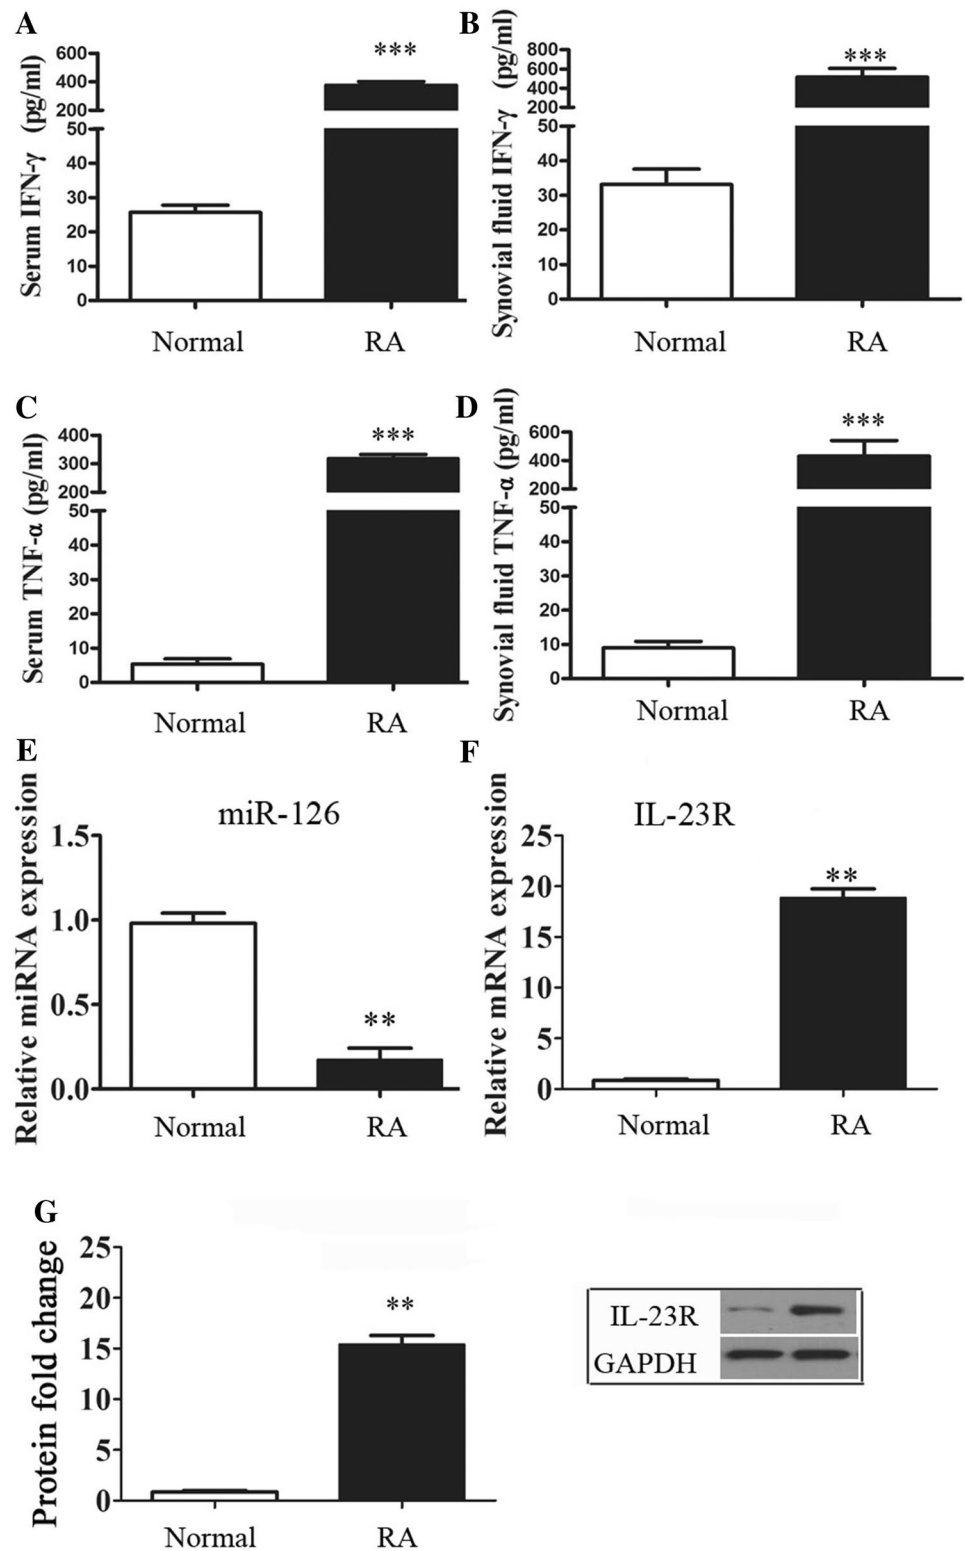 A
Serum IFN-γ (pg/ml)
600
400
200
50
40
30
20
10
0
***
Normal RA
B
Synovial fluid IFN-γ (pg/ml)
800
600
400
200
50
40
30
20
10
0
***
Normal RA
C
Serum TNF-α (pg/ml)
400
300
200
50
40
30
20
10
0
***
Normal RA
D
Synovial fluid TNF-α (pg/ml)
600
400
200
50
40
30
20
10
0
***
Normal RA
E
miR-126
Relative miRNA expression
1.5
1.0
0.5
0.0
**
Normal RA
F
IL-23R
Relative mRNA expression
25
20
15
10
5
0
**
Normal RA
G
Protein fold change
25
20
15
10
5
0
**
Normal RA
IL-23R
GAPDH